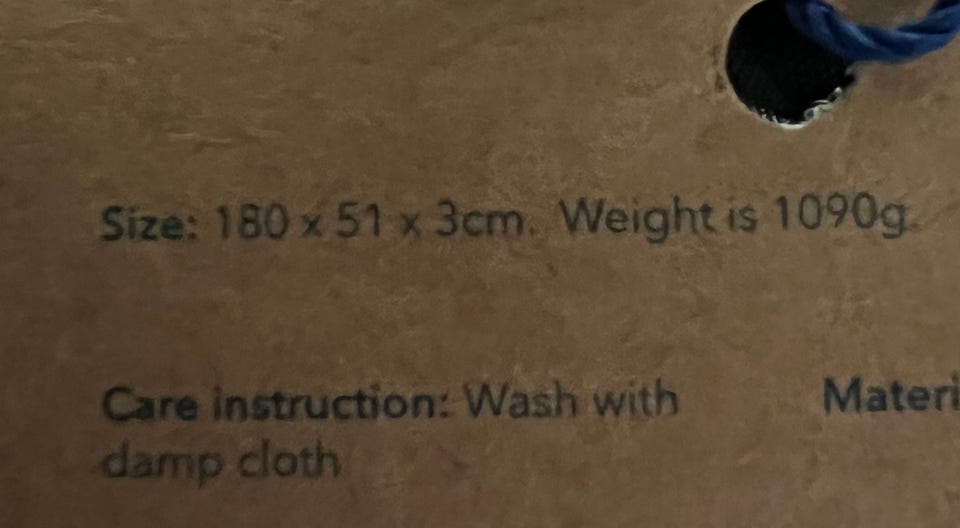 Size: 180 x 51 x 3cm. Weight is 1090g.
Care instruction: Wash with
damp cloth
Materi